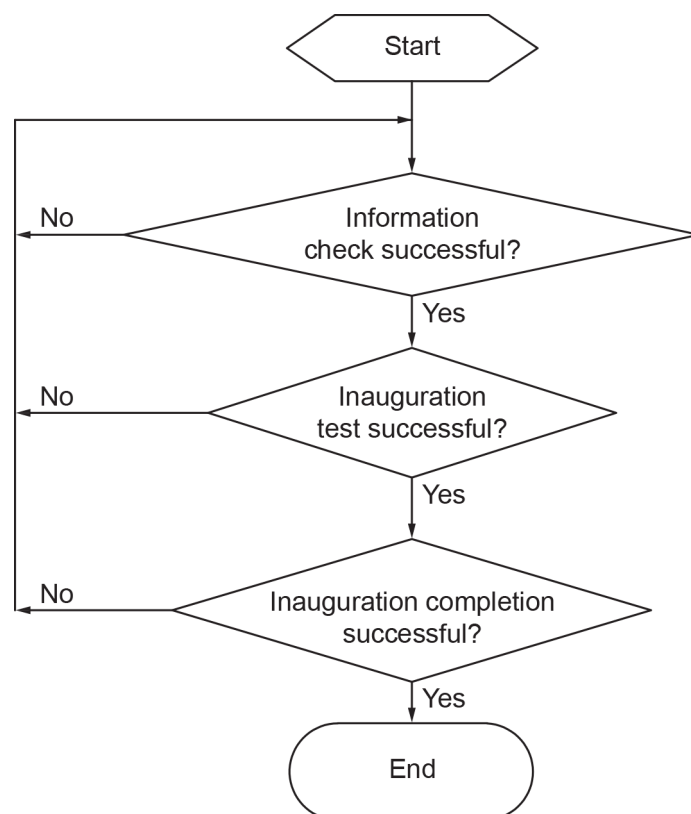 Start
No
Information
check successful?
Yes
No
Inauguration
test successful?
Yes
No
Inauguration completion
successful?
Yes
End